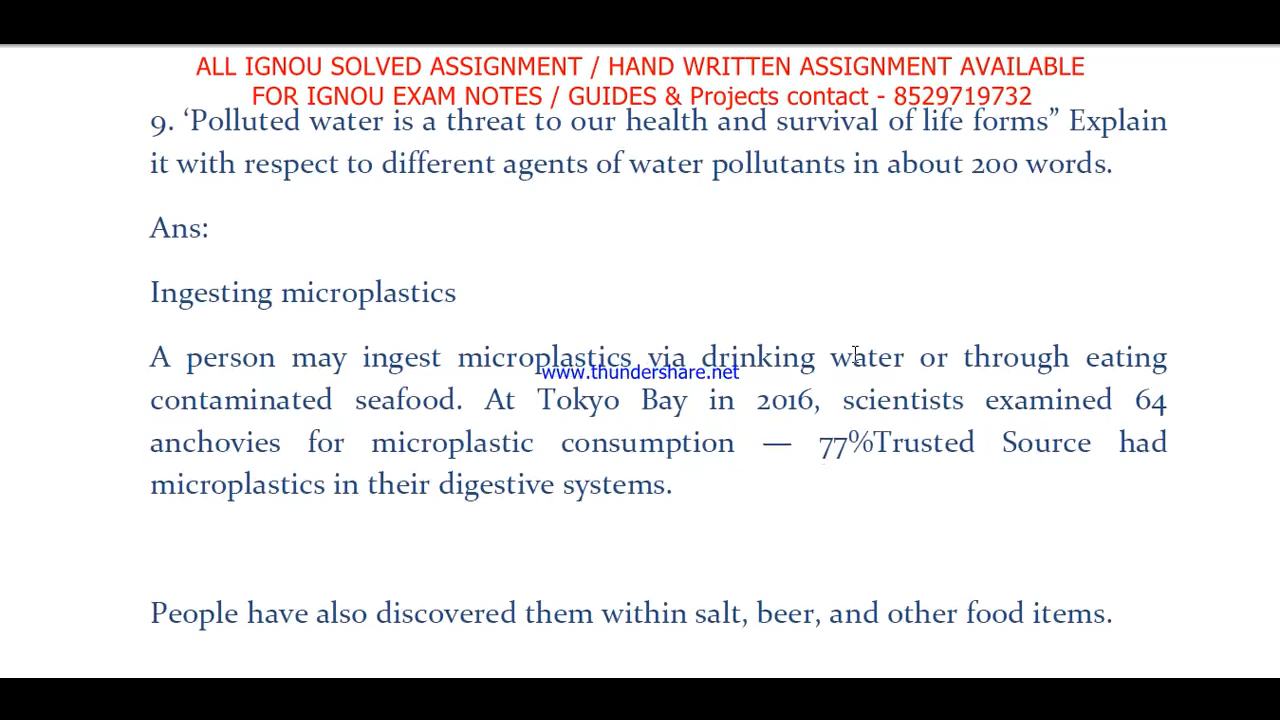 ALL IGNOU SOLVED ASSIGNMENT / HAND WRITTEN ASSIGNMENT AVAILABLE
FOR IGNOU EXAM NOTES / GUIDES & Projects contact - 8529719732
9. ‘Polluted water is a threat to our health and survival of life forms” Explain
it with respect to different agents of water pollutants in about 200 words.
Ans:
Ingesting microplastics
A person may ingest microplastics via drinking water or through eating
www.thundershare.net
contaminated seafood. At Tokyo Bay in 2016, scientists examined 64
anchovies for microplastic consumption — 77%Trusted Source had
microplastics in their digestive systems.
People have also discovered them within salt, beer, and other food items.